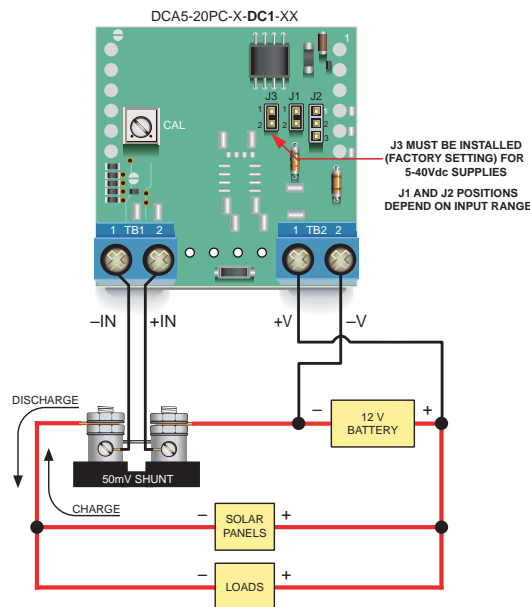 DCA5-20PC-X-DC1-XX
1
J3 J1 J2
1 1 1
2 2 2
3
CAL
J3 MUST BE INSTALLED
(FACTORY SETTING) FOR
5-40Vdc SUPPLIES
J1 AND J2 POSITIONS
DEPEND ON INPUT RANGE
1 TB1 2
1 TB2 2
–IN +IN
+V –V
DISCHARGE
– 12 V +
BATTERY
50mV SHUNT
CHARGE
– SOLAR +
PANELS
– LOADS +